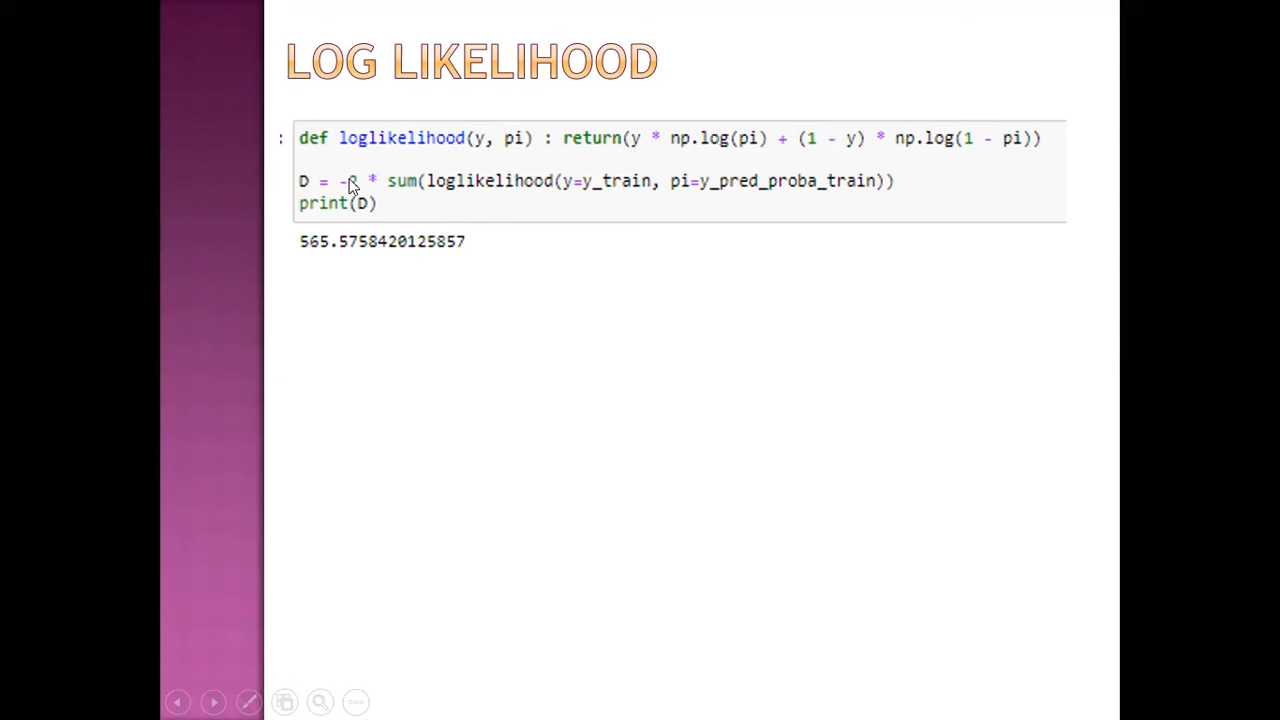 LOG LIKELIHOOD
: def loglikelihood(y, pi) : return(y * np.log(pi) + (1 - y) * np.log(1 - pi))
D = - * sum(loglikelihood(y=y_train, pi=y_pred_proba_train))
print(D)
565.5758420125857